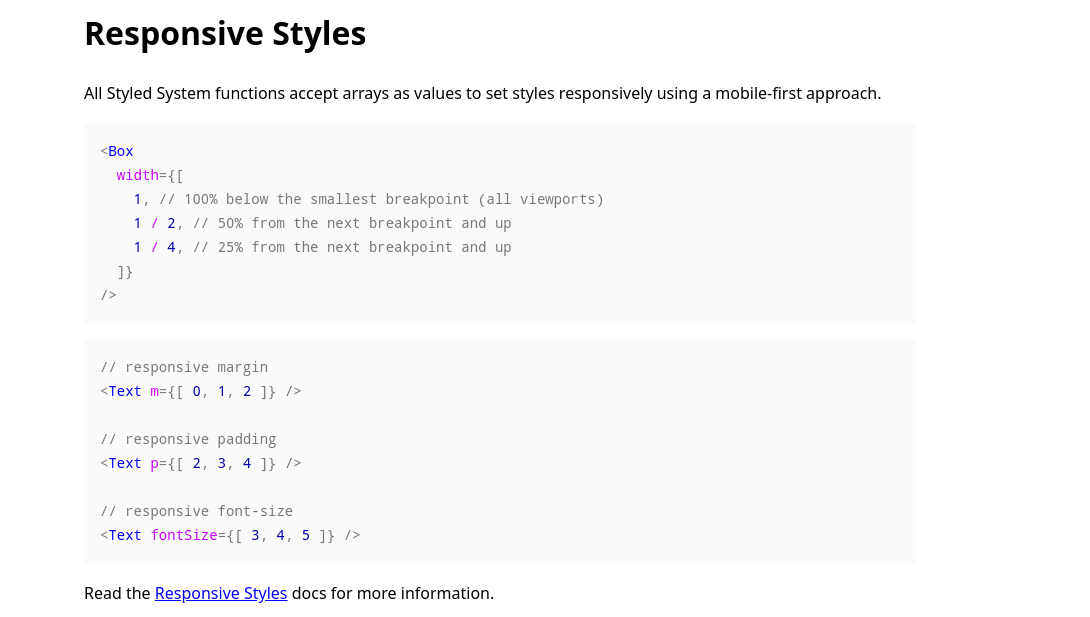 Responsive Styles
All Styled System functions accept arrays as values to set styles responsively using a mobile-first approach.
<Box
  width={[
    1, // 100% below the smallest breakpoint (all viewports)
    1 / 2, // 50% from the next breakpoint and up
    1 / 4, // 25% from the next breakpoint and up
  ]}
/>
// responsive margin
<Text m={[ 0, 1, 2 ]} />
// responsive padding
<Text p={[ 2, 3, 4 ]} />
// responsive font-size
<Text fontSize={[ 3, 4, 5 ]} />
Read the Responsive Styles docs for more information.